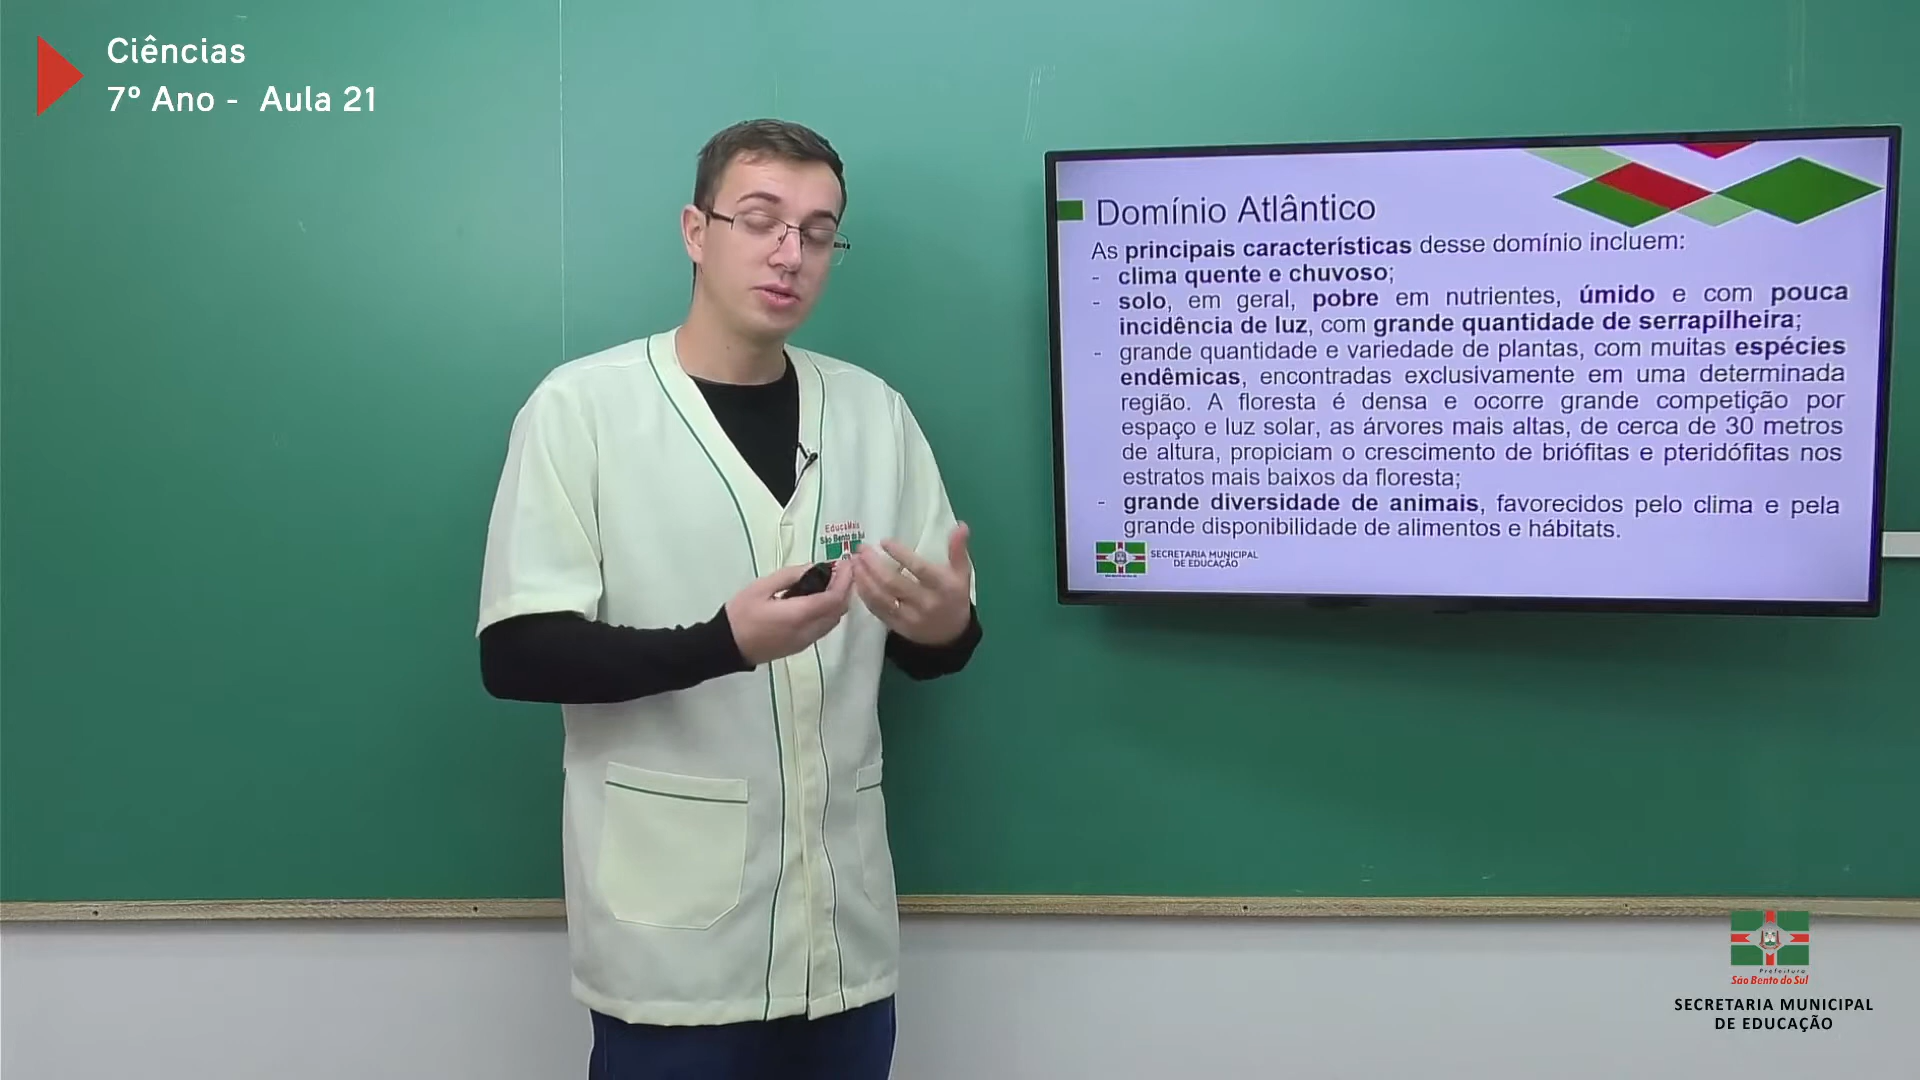 Ciências
7º Ano - Aula 21
Domínio Atlântico
As principais características desse domínio incluem:
- clima quente e chuvoso;
- solo, em geral, pobre em nutrientes, úmido e com pouca
incidência de luz, com grande quantidade de serrapilheira;
- grande quantidade e variedade de plantas, com muitas espécies
endêmicas, encontradas exclusivamente em uma determinada
região. A floresta é densa e ocorre grande competição por
espaço e luz solar, as árvores mais altas, de cerca de 30 metros
de altura, propiciam o crescimento de briófitas e pteridófitas nos
estratos mais baixos da floresta;
- grande diversidade de animais, favorecidos pelo clima e pela
grande disponibilidade de alimentos e hábitats.
SECRETARIA MUNICIPAL
DE EDUCAÇÃO
EducaMais
São Bento do Sul
Prefeitura
São Bento do Sul
SECRETARIA MUNICIPAL
DE EDUCAÇÃO